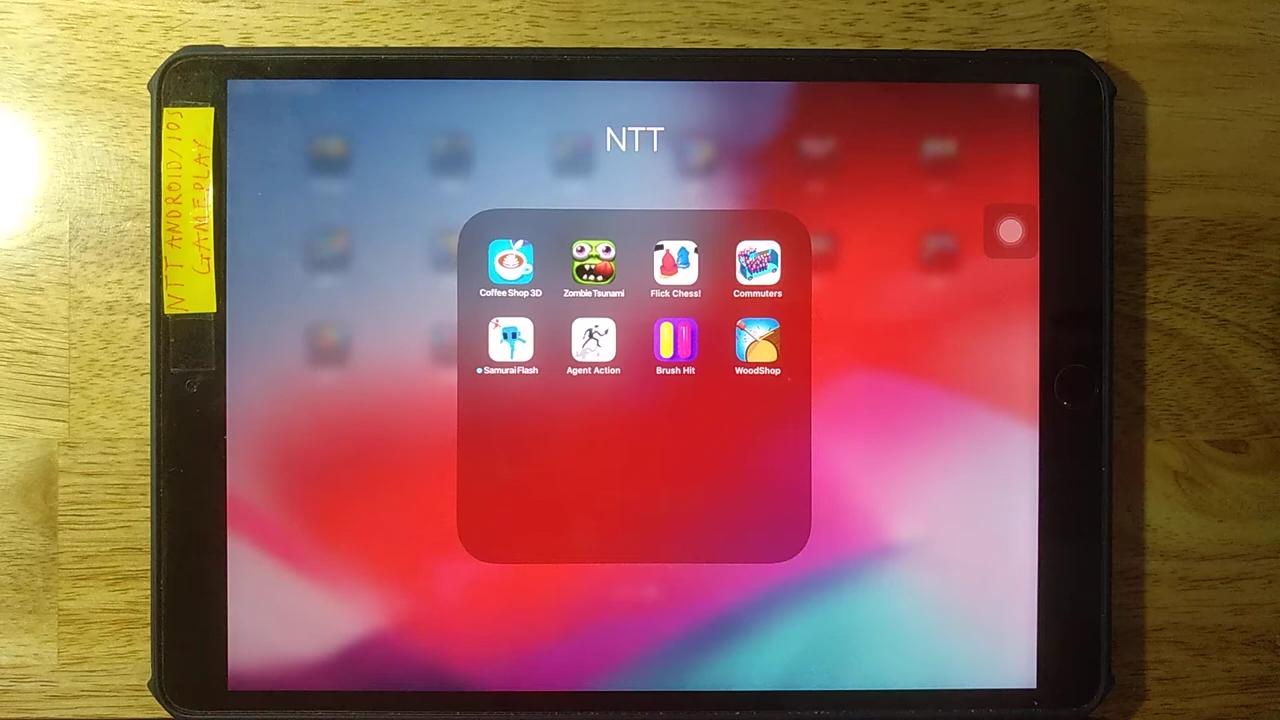 NTT ANDROID/IOS
GAMEPLAY
NTT
Coffee Shop 3D
Zombie Tsunami
Flick Chess!
Commuters
Samurai Flash
Agent Action
Brush Hit
WoodShop